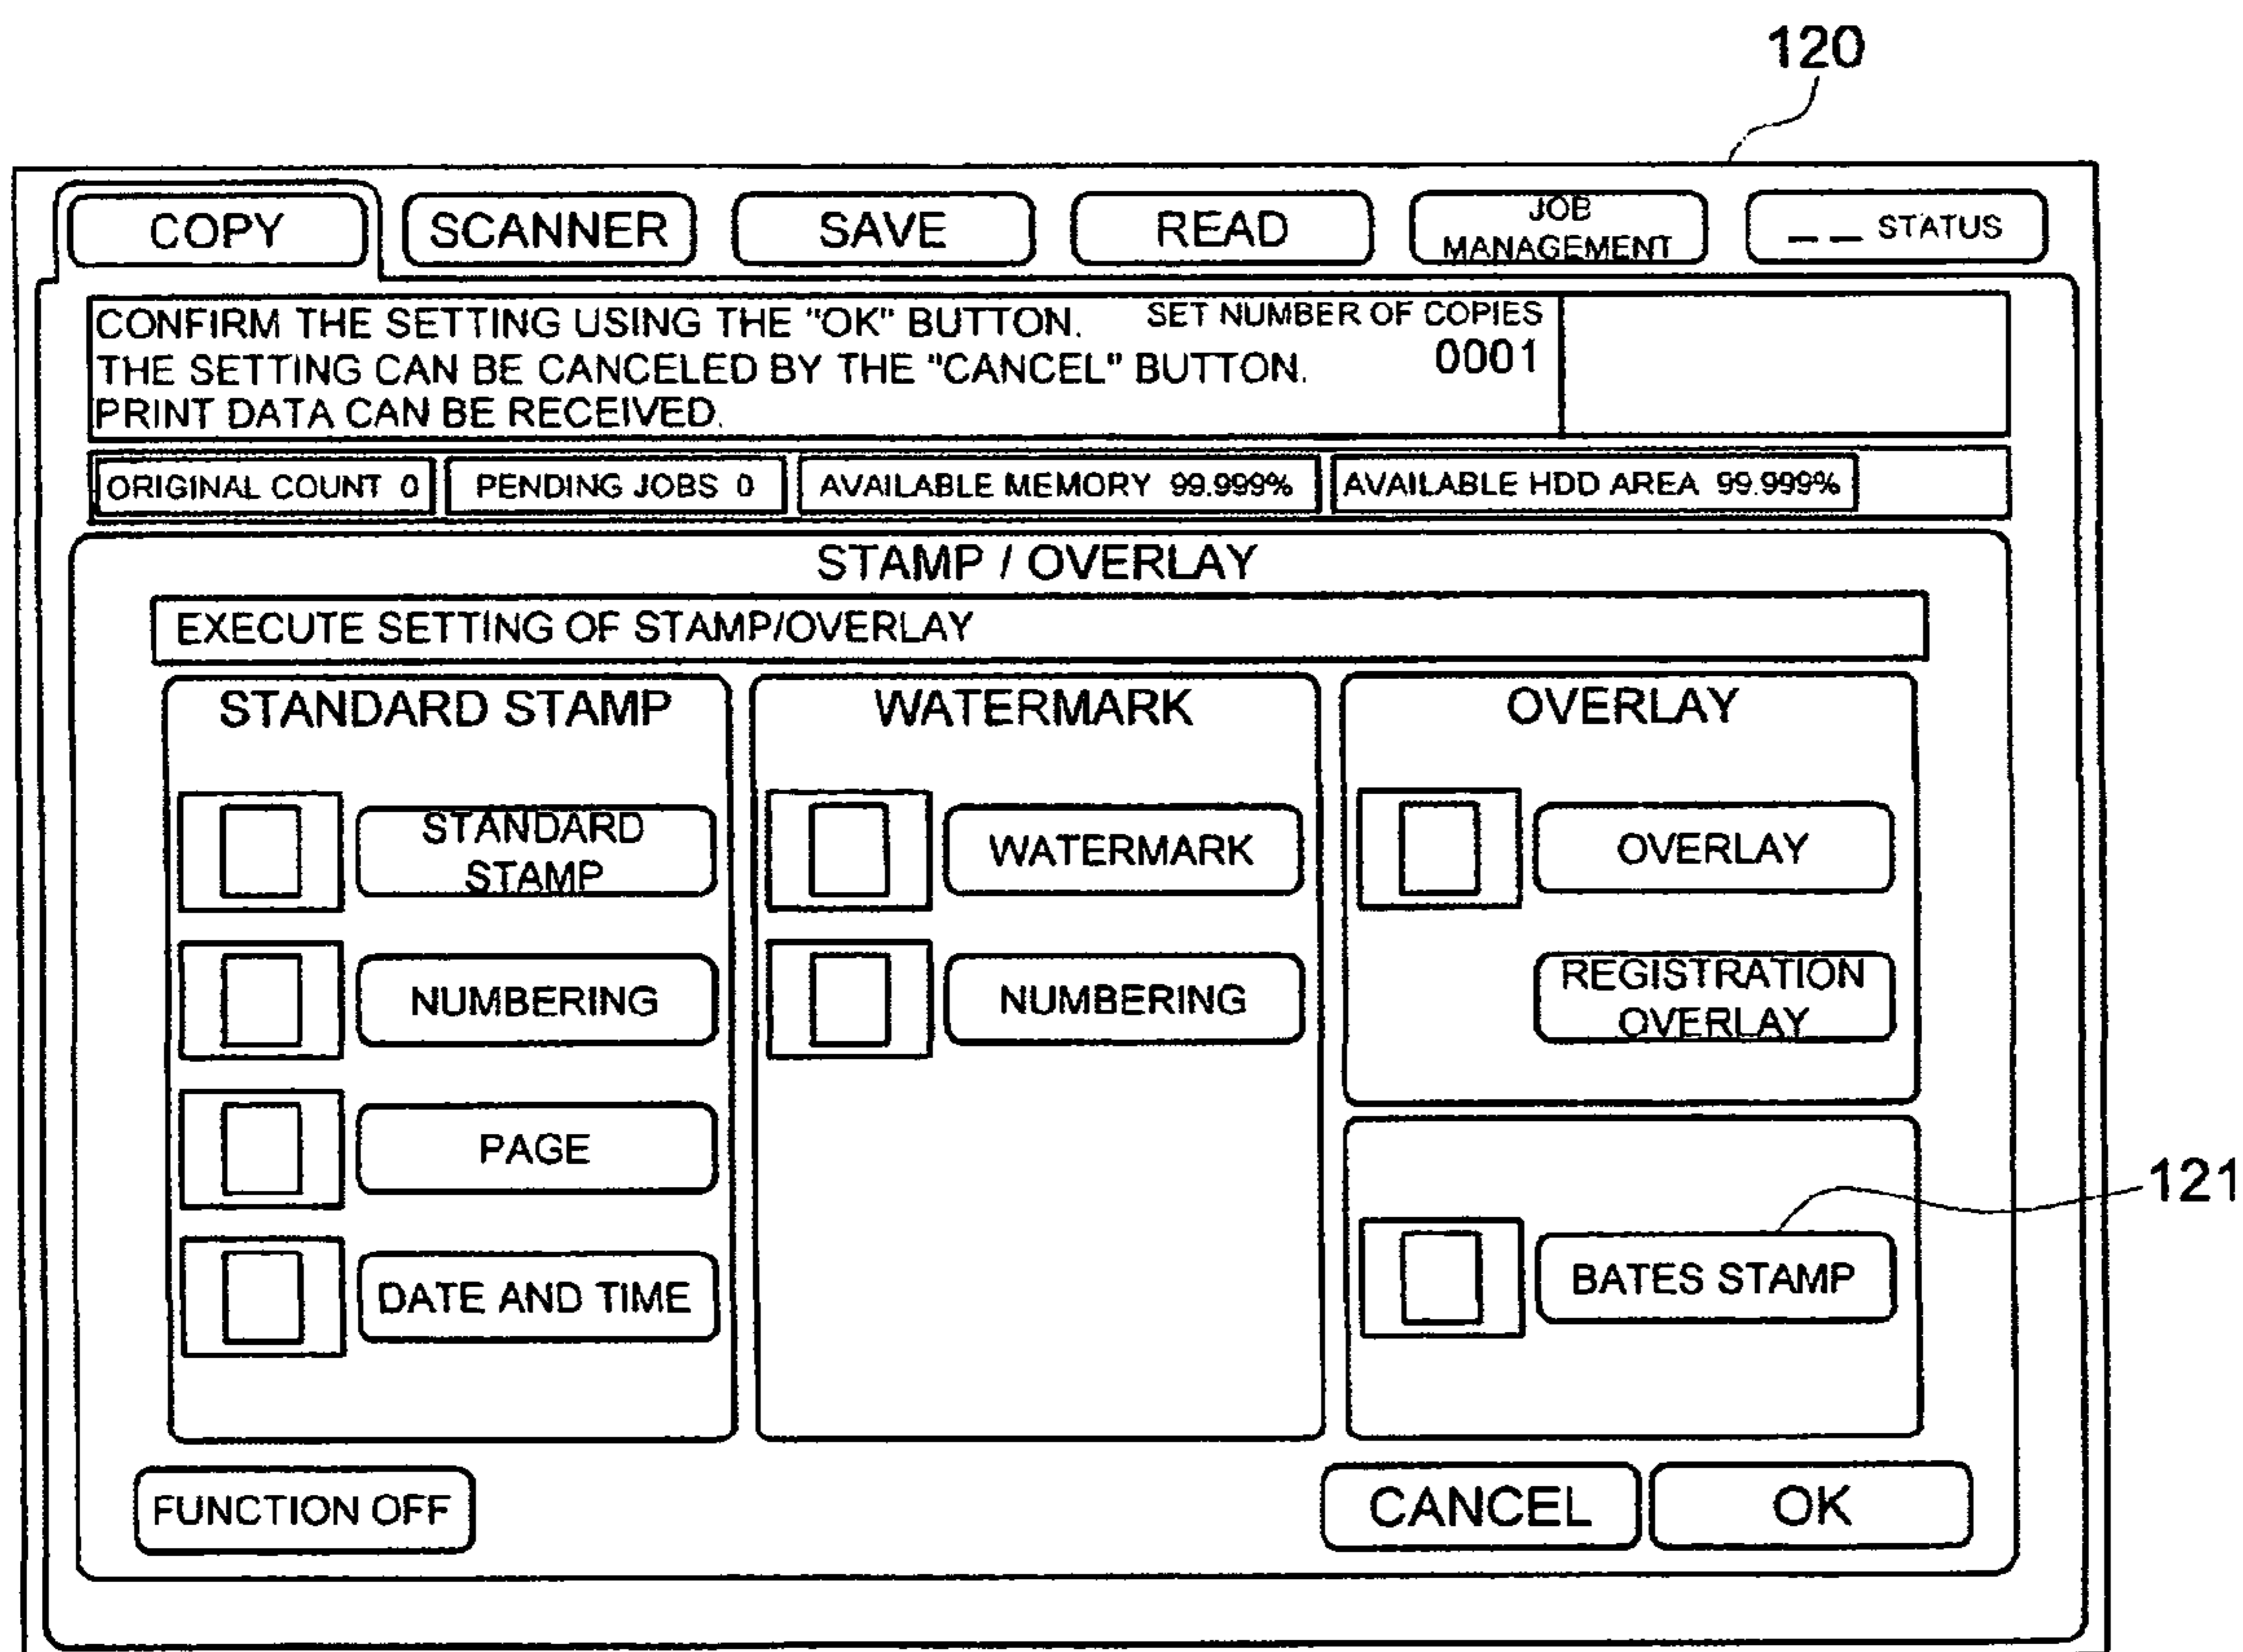 120
COPY
SCANNER
SAVE
READ
JOB
MANAGEMENT
_ _ STATUS
CONFIRM THE SETTING USING THE "OK" BUTTON.
SET NUMBER OF COPIES
THE SETTING CAN BE CANCELED BY THE "CANCEL" BUTTON.
0001
PRINT DATA CAN BE RECEIVED.
ORIGINAL COUNT 0
PENDING JOBS 0
AVAILABLE MEMORY 99.999%
AVAILABLE HDD AREA 99.999%
STAMP / OVERLAY
EXECUTE SETTING OF STAMP/OVERLAY
STANDARD STAMP
STANDARD
STAMP
NUMBERING
PAGE
DATE AND TIME
WATERMARK
WATERMARK
NUMBERING
OVERLAY
OVERLAY
REGISTRATION
OVERLAY
BATES STAMP
121
FUNCTION OFF
CANCEL
OK